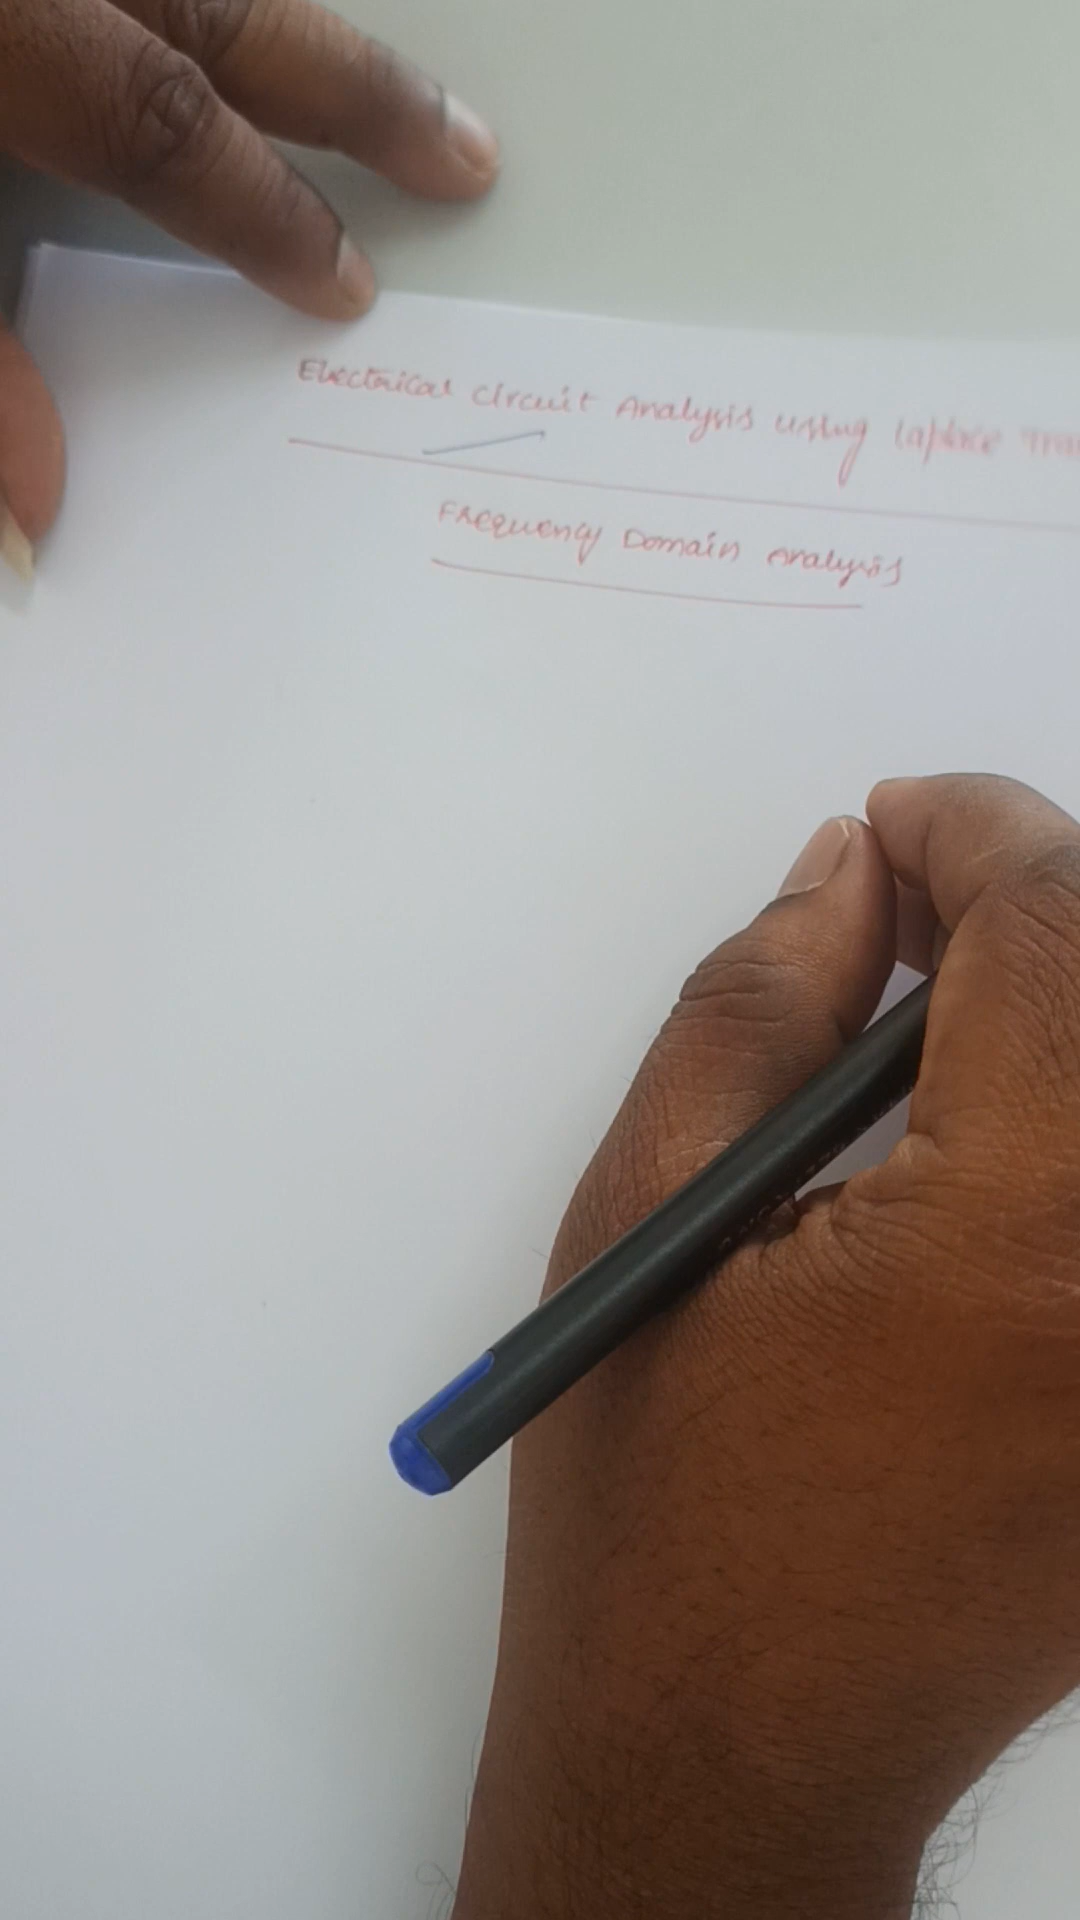 Electrical circuit Analysis using laplace
Frequency Domain Analysis